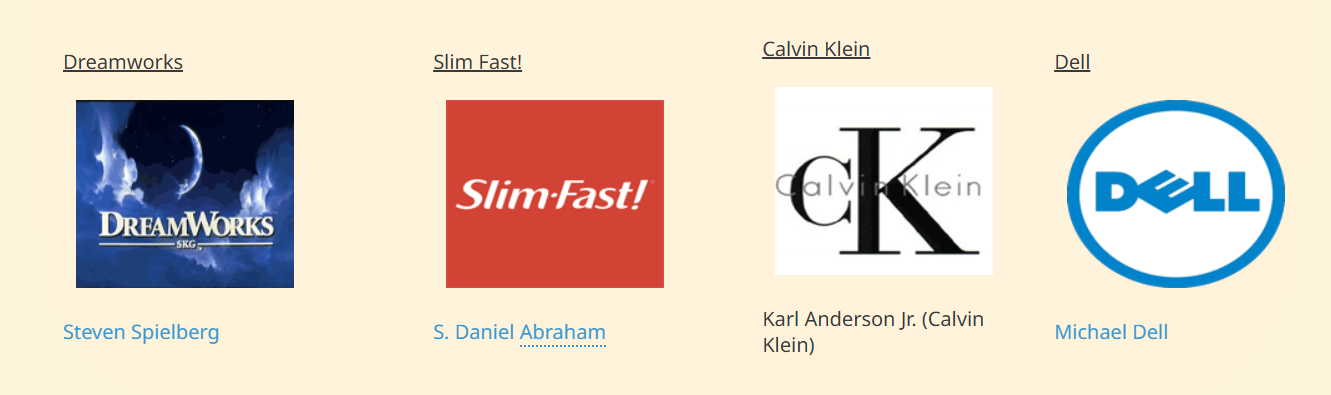 Dreamworks
Slim Fast!
Calvin Klein
Dell
DREAMWORKS
SKG
Slim·Fast!
CK
Calvin Klein
DELL
Steven Spielberg
S. Daniel Abraham
Karl Anderson Jr. (Calvin
Klein)
Michael Dell